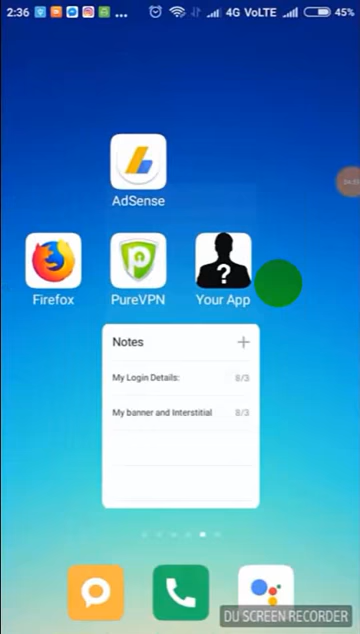 2:36 ... 4G VoLTE 45%
AdSense
Firefox PureVPN Your App
Notes +
My Login Details: 8/3
My banner and Interstitial 8/3
DU SCREEN RECORDER